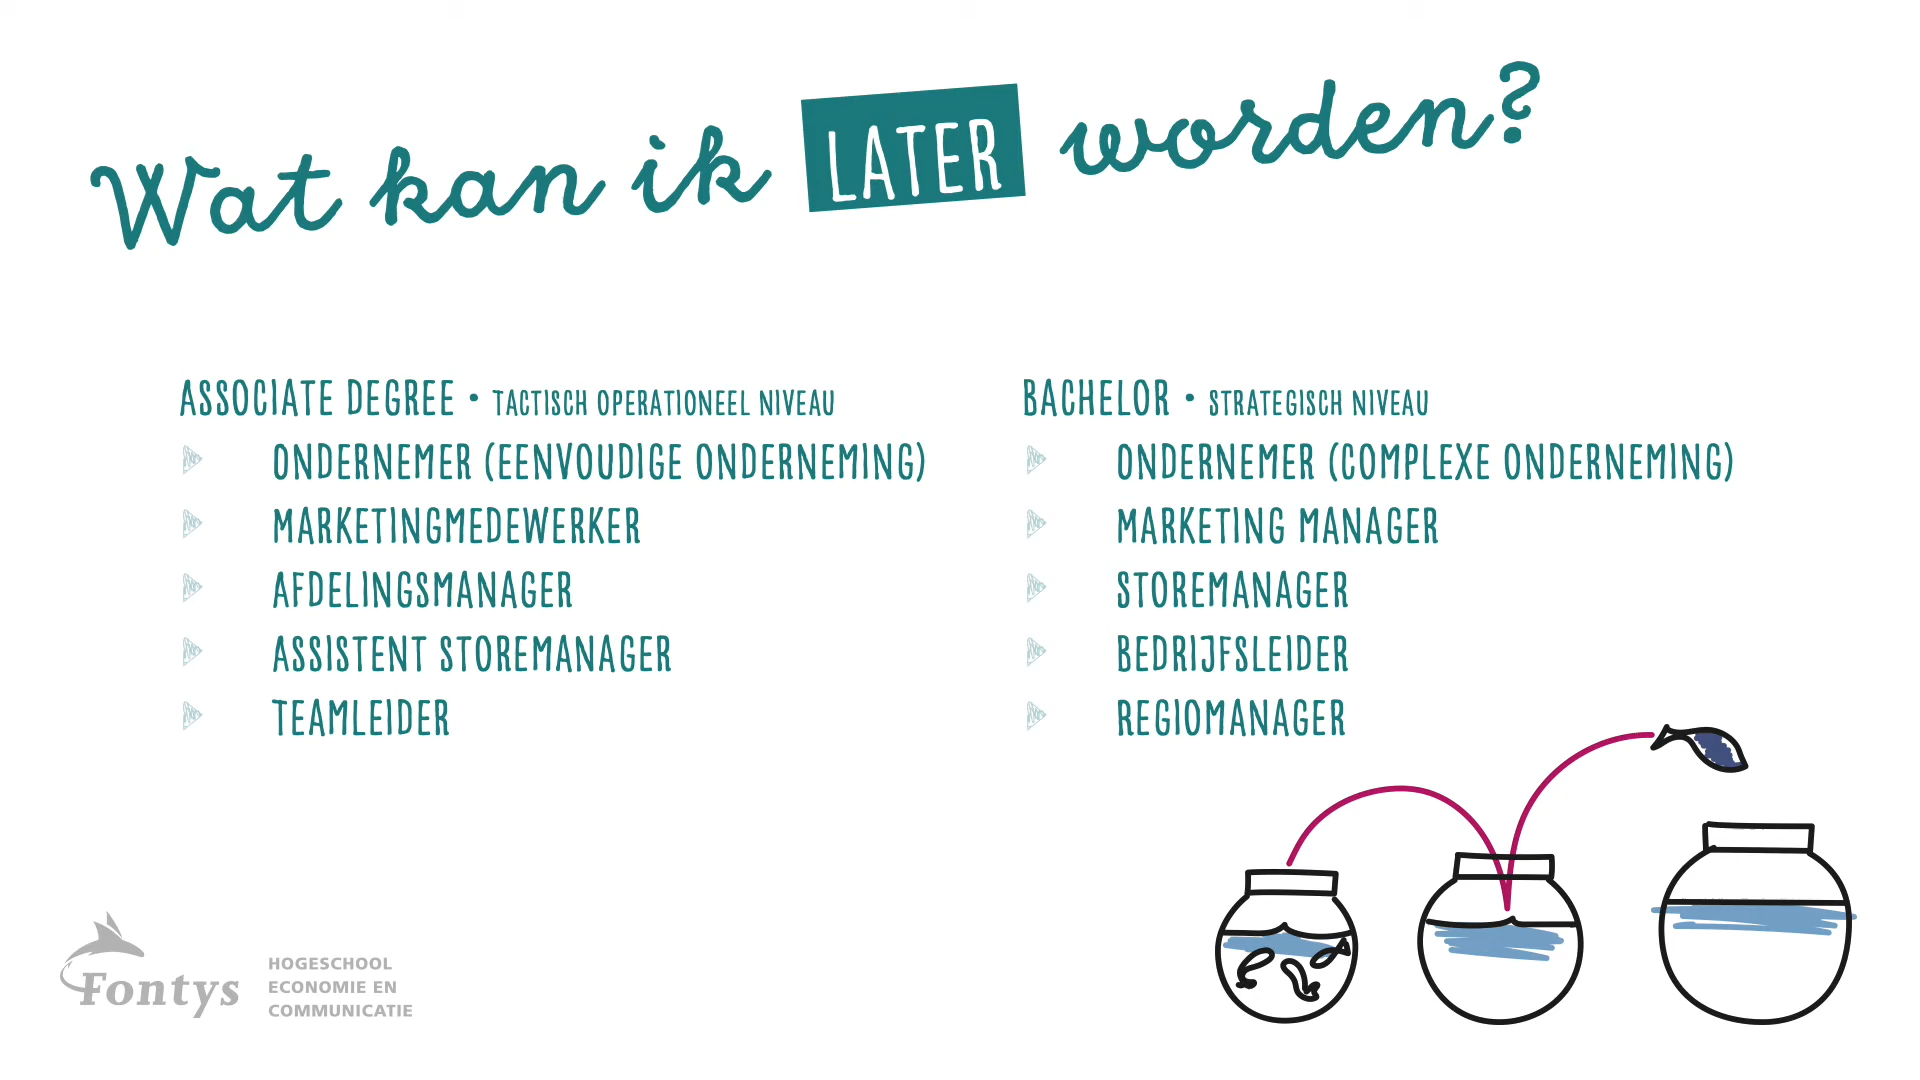 Wat kan ik LATER worden?
ASSOCIATE DEGREE • TACTISCH OPERATIONEEL NIVEAU
ONDERNEMER (EENVOUDIGE ONDERNEMING)
MARKETINGMEDEWERKER
AFDELINGSMANAGER
ASSISTENT STOREMANAGER
TEAMLEIDER
BACHELOR • STRATEGISCH NIVEAU
ONDERNEMER (COMPLEXE ONDERNEMING)
MARKETING MANAGER
STOREMANAGER
BEDRIJFSLEIDER
REGIOMANAGER
Fontys
HOGESCHOOL
ECONOMIE EN
COMMUNICATIE